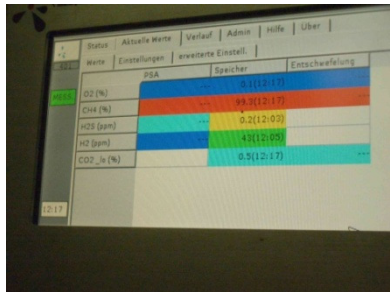 Status Aktuelle Werte Verlauf Admin Hilfe Über
Werte Einstellungen erweiterte Einstell.
PSA Speicher Entschwefelung
O2 (%) --- 0.1(12:17)
CH4 (%) --- 99.3(12:17) ---
H2S (ppm) --- 0.2(12:03)
H2 (ppm) --- 43(12:05)
CO2_lo (%) 0.5(12:17) ---
12:17